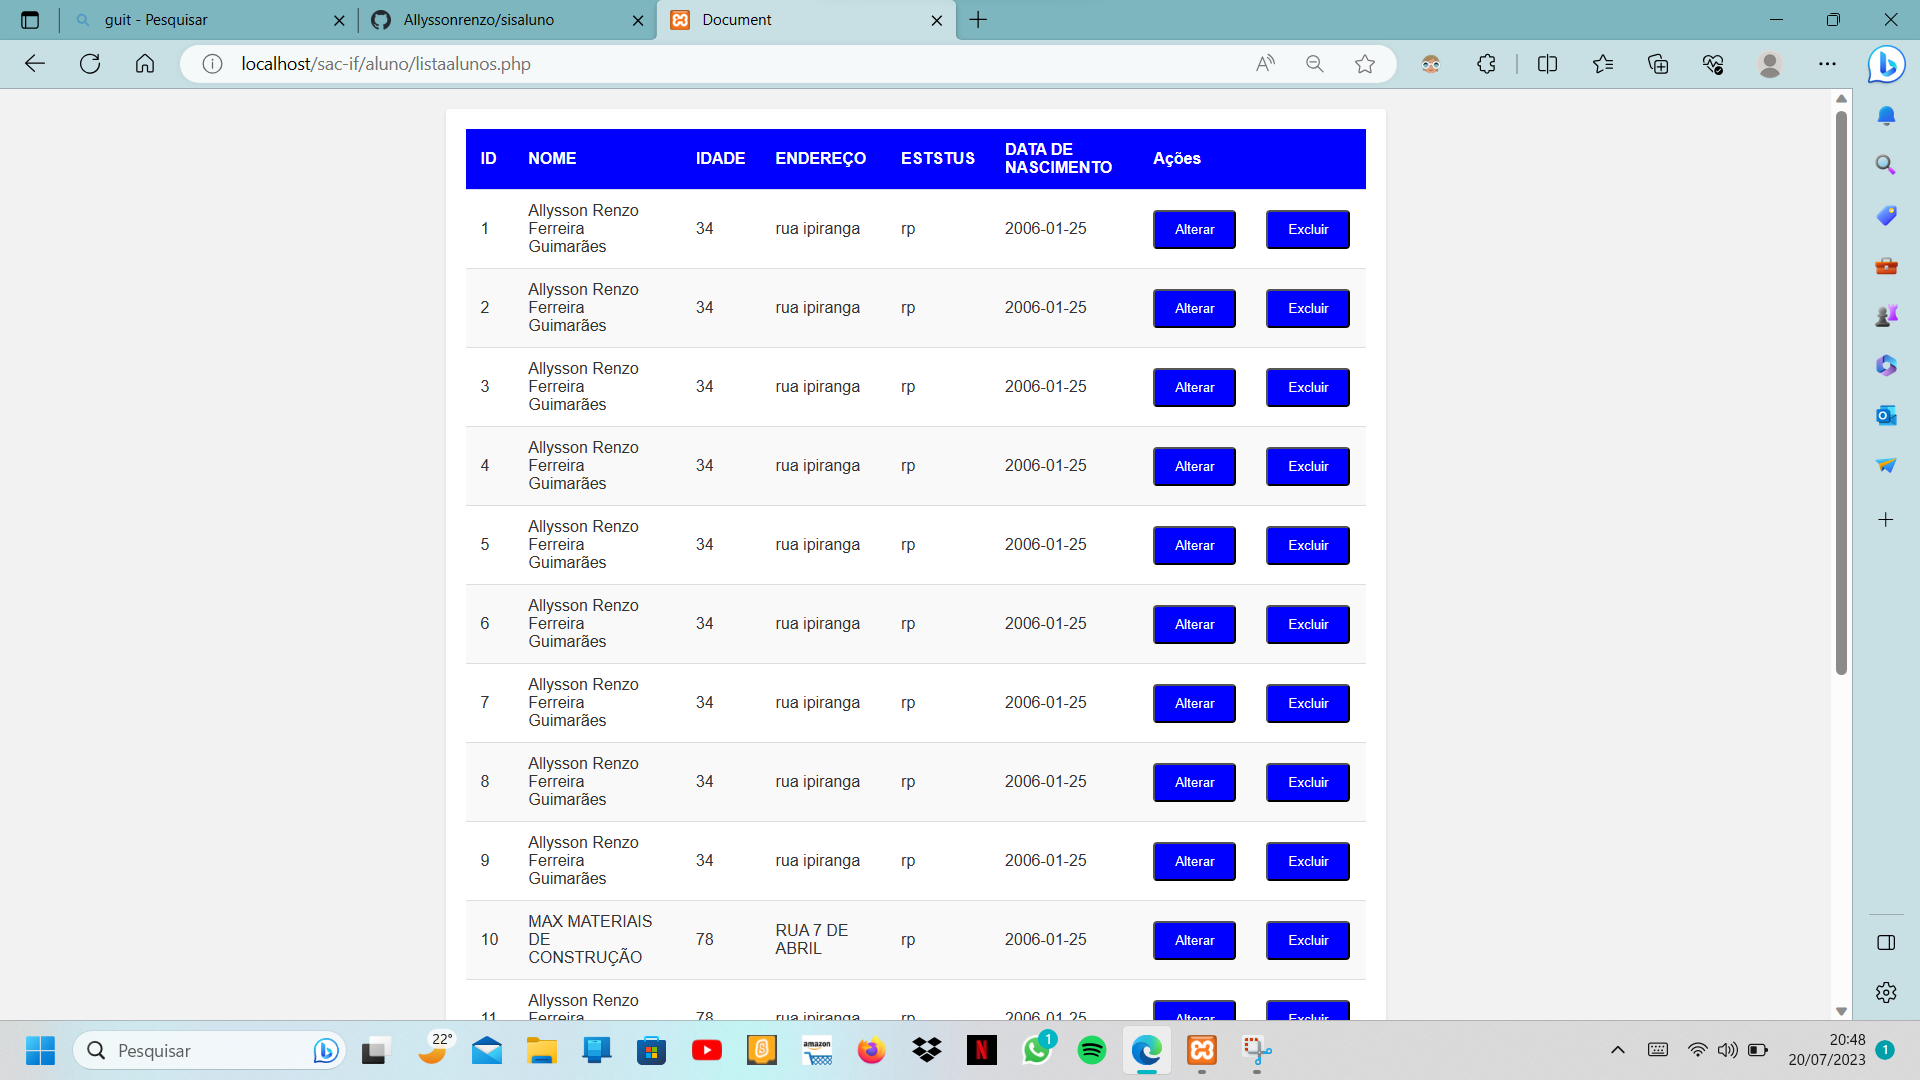 guit - Pesquisar
Allyssonrenzo/sisaluno
Document
localhost/sac-if/aluno/listaalunos.php
ID NOME IDADE ENDEREÇO ESTSTUS DATA DE NASCIMENTO Ações
1 Allysson Renzo Ferreira Guimarães 34 rua ipiranga rp 2006-01-25 Alterar Excluir
2 Allysson Renzo Ferreira Guimarães 34 rua ipiranga rp 2006-01-25 Alterar Excluir
3 Allysson Renzo Ferreira Guimarães 34 rua ipiranga rp 2006-01-25 Alterar Excluir
4 Allysson Renzo Ferreira Guimarães 34 rua ipiranga rp 2006-01-25 Alterar Excluir
5 Allysson Renzo Ferreira Guimarães 34 rua ipiranga rp 2006-01-25 Alterar Excluir
6 Allysson Renzo Ferreira Guimarães 34 rua ipiranga rp 2006-01-25 Alterar Excluir
7 Allysson Renzo Ferreira Guimarães 34 rua ipiranga rp 2006-01-25 Alterar Excluir
8 Allysson Renzo Ferreira Guimarães 34 rua ipiranga rp 2006-01-25 Alterar Excluir
9 Allysson Renzo Ferreira Guimarães 34 rua ipiranga rp 2006-01-25 Alterar Excluir
10 MAX MATERIAIS DE CONSTRUÇÃO 78 RUA 7 DE ABRIL rp 2006-01-25 Alterar Excluir
11 Allysson Renzo Ferreira 78 rua ipiranga rp 2006-01-25 Alterar Excluir
Pesquisar
22°
amazon
1
20:48
20/07/2023
1